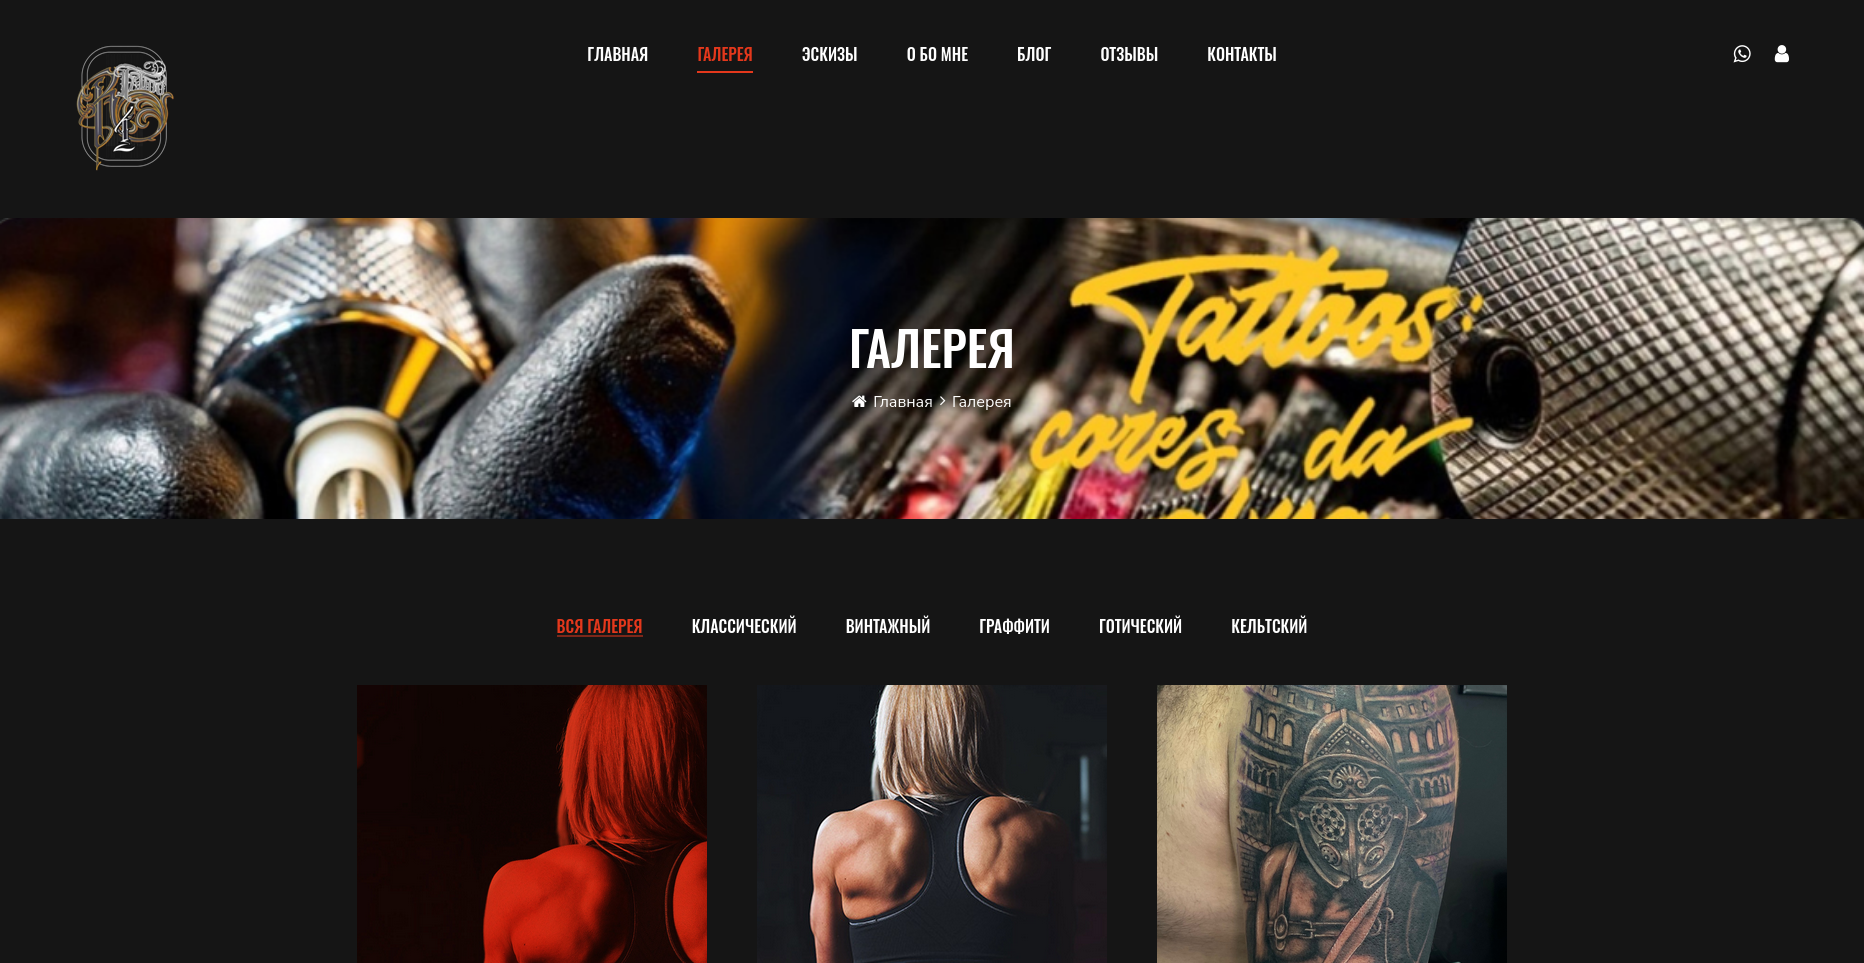 ГЛАВНАЯ ГАЛЕРЕЯ ЭСКИЗЫ О БО МНЕ БЛОГ ОТЗЫВЫ КОНТАКТЫ
Tattoos:
ГАЛЕРЕЯ
Главная > Галерея
cores da
ВСЯ ГАЛЕРЕЯ КЛАССИЧЕСКИЙ ВИНТАЖНЫЙ ГРАФФИТИ ГОТИЧЕСКИЙ КЕЛЬТСКИЙ